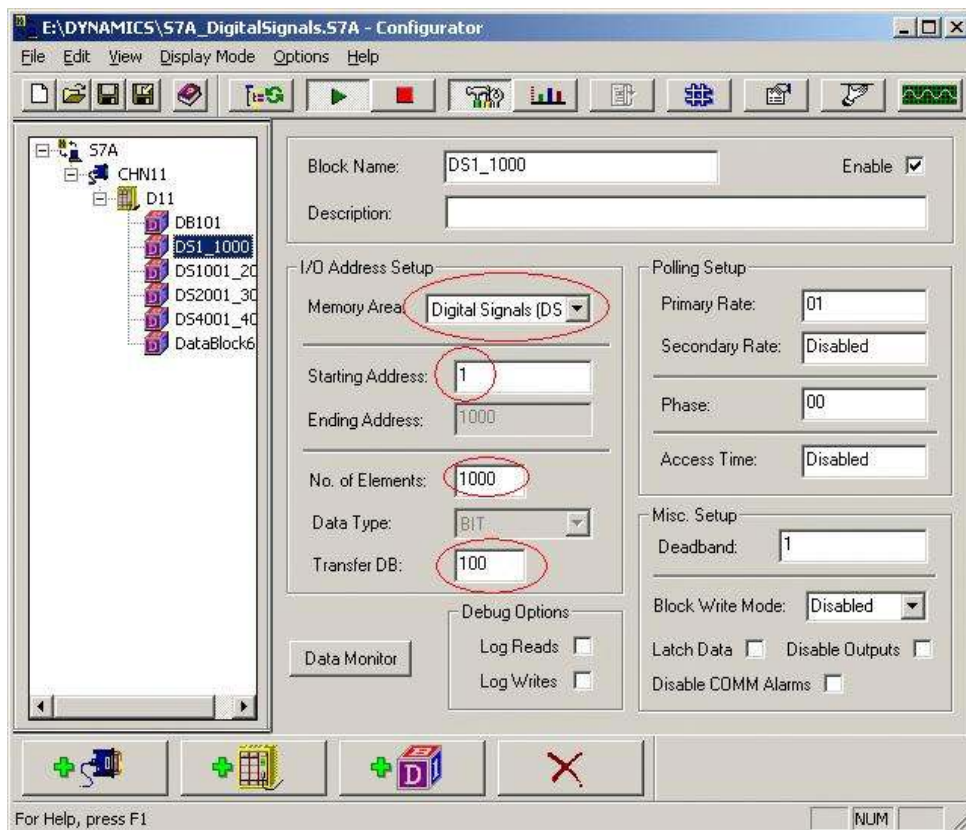 E:\DYNAMICS\S7A_DigitalSignals.S7A - Configurator
File Edit View Display Mode Options Help
S7A
CHN11
D11
DB101
DS1_1000
DS1001_20
DS2001_30
DS4001_40
DataBlock6
Block Name: DS1_1000 Enable
Description:
I/O Address Setup
Memory Area: Digital Signals (DS
Starting Address: 1
Ending Address: 1000
No. of Elements: 1000
Data Type: BIT
Transfer DB: 100
Debug Options
Data Monitor
Log Reads
Log Writes
Polling Setup
Primary Rate: 01
Secondary Rate: Disabled
Phase: 00
Access Time: Disabled
Misc. Setup
Deadband: 1
Block Write Mode: Disabled
Latch Data Disable Outputs
Disable COMM Alarms
For Help, press F1 NUM